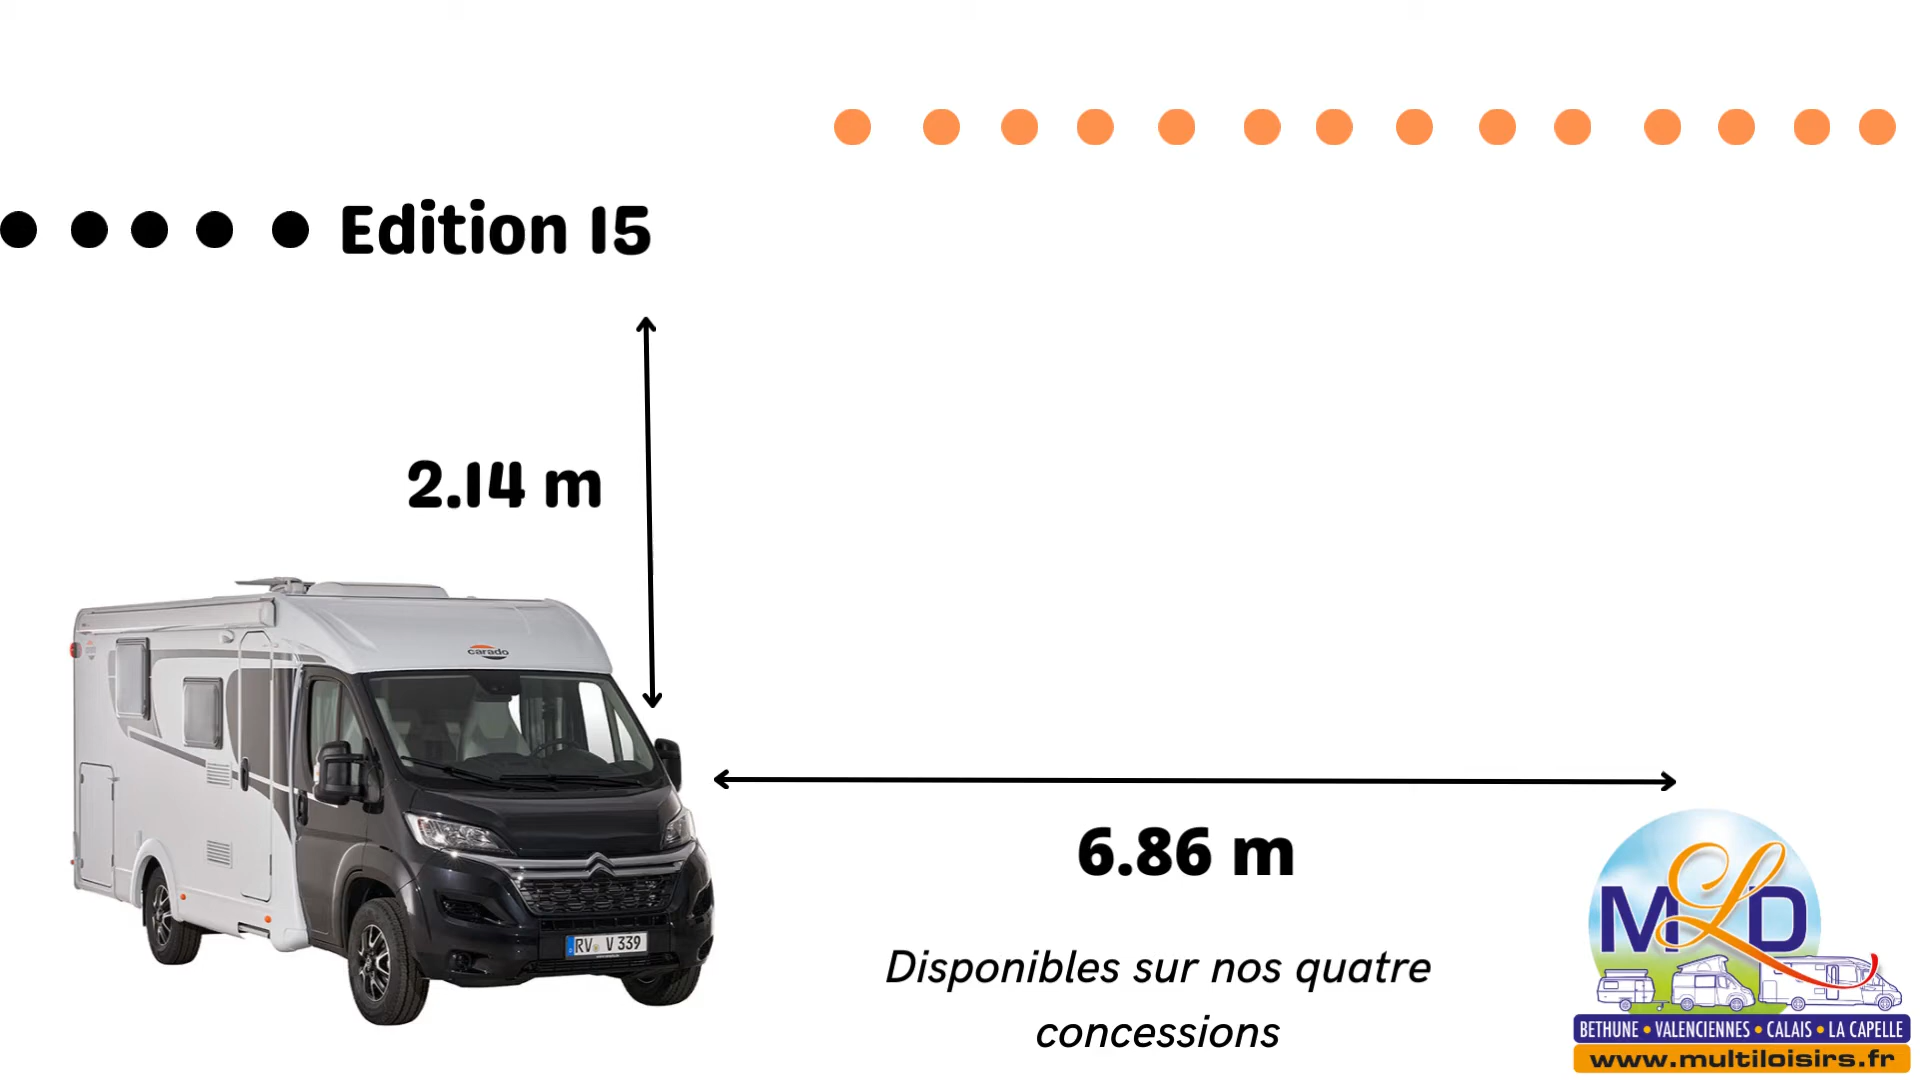 Edition 15
2.14 m
carado
RV V 339
6.86 m
Disponibles sur nos quatre
concessions
MLD
BETHUNE • VALENCIENNES • CALAIS • LA CAPELLE
www.multiloisirs.fr